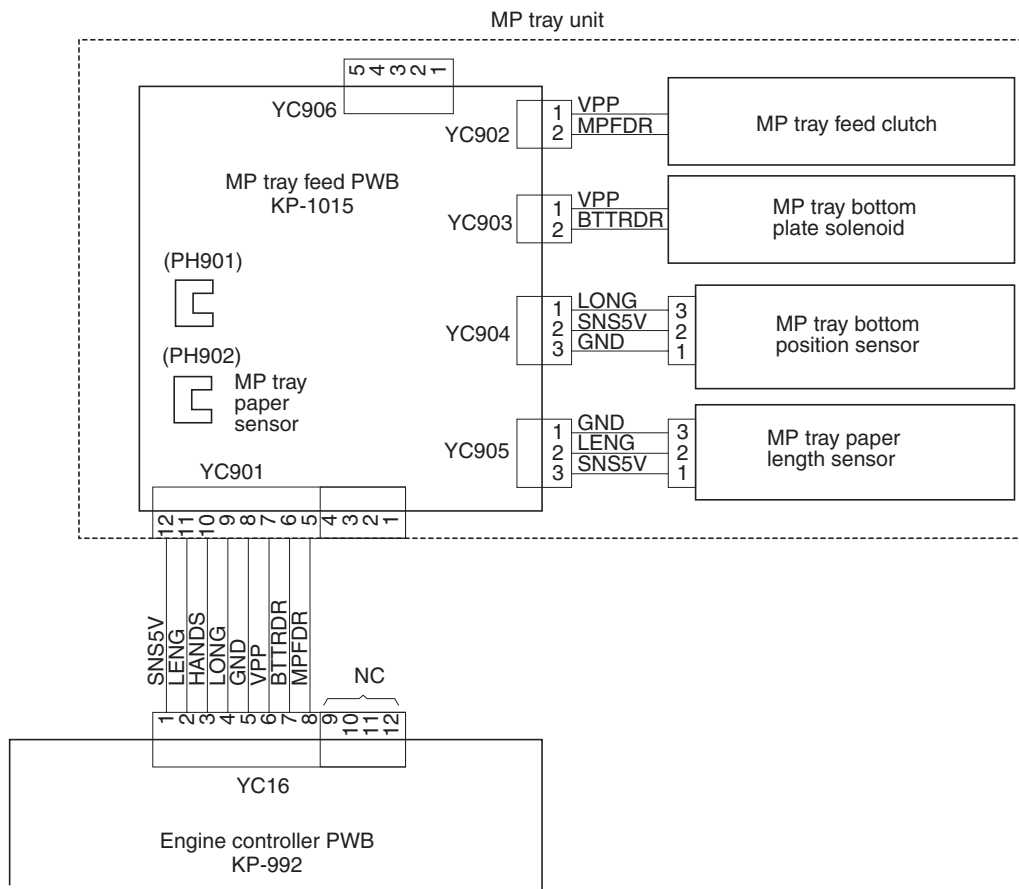 MP tray unit
5 4 3 2 1
YC906
YC902
1 VPP
2 MPFDR
MP tray feed clutch
MP tray feed PWB
KP-1015
YC903
1 VPP
2 BTTRDR
MP tray bottom
plate solenoid
(PH901)
YC904
1 LONG 3
2 SNS5V 2
3 GND 1
MP tray bottom
position sensor
(PH902)
MP tray
paper
sensor
YC905
1 GND 3
2 LENG 2
3 SNS5V 1
MP tray paper
length sensor
YC901
12 11 10 9 8 7 6 5 4 3 2 1
SNS5V
LENG
HANDS
LONG
GND
VPP
BTTRDR
MPFDR
NC
1 2 3 4 5 6 7 8 9 10 11 12
YC16
Engine controller PWB
KP-992